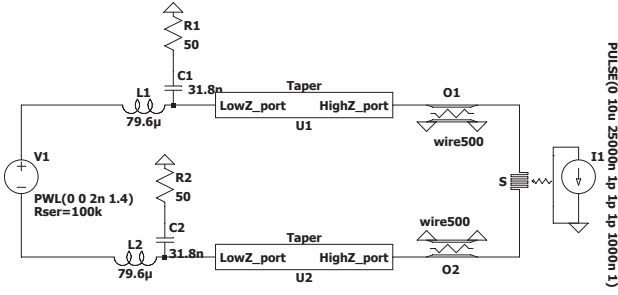 R1
50
C1
31.8n
L1
79.6µ
Taper
LowZ_port HighZ_port
U1
O1
wire500
V1
PWL(0 0 2n 1.4)
Rser=100k
R2
50
C2
31.8n
L2
79.6µ
Taper
LowZ_port HighZ_port
U2
wire500
O2
S
I1
PULSE(0 10u 25000n 1p 1p 1p 1000n 1)